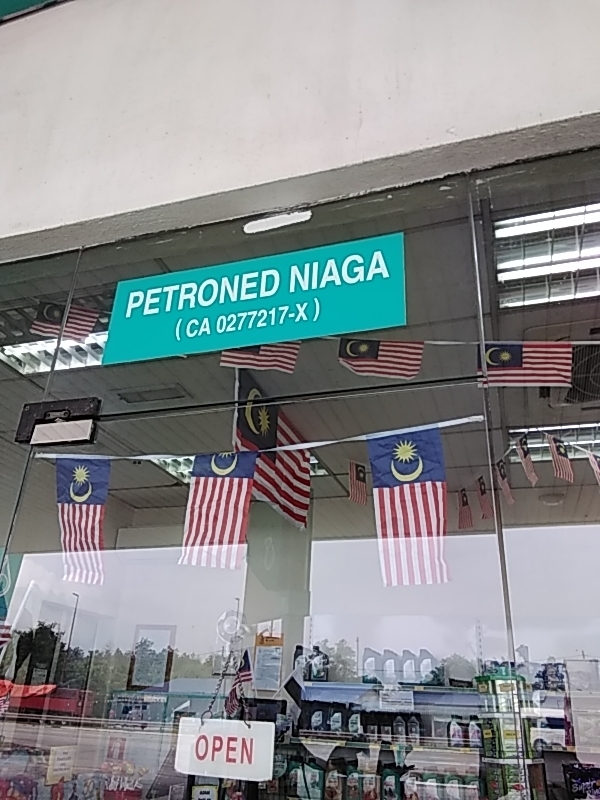 PETRONED NIAGA
( CA 0277217-X )
OPEN